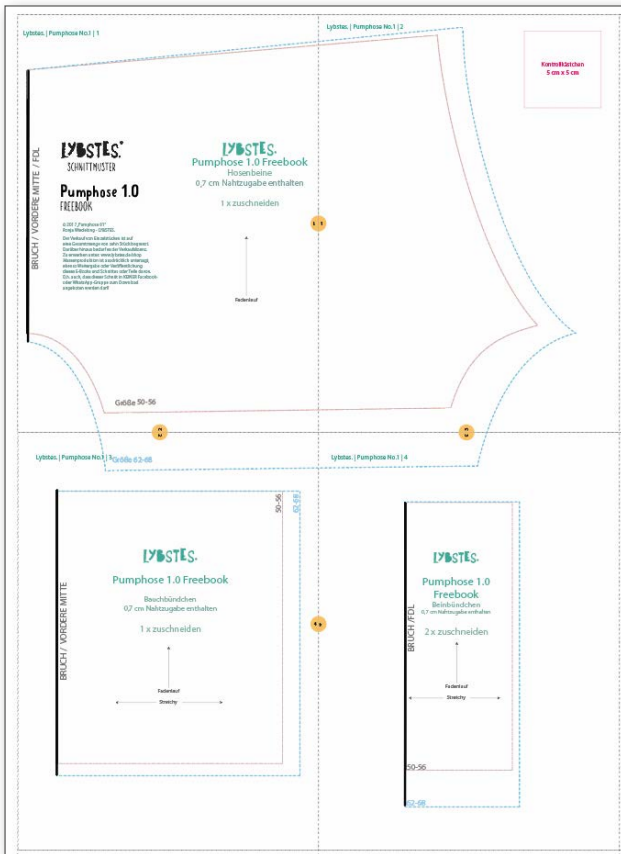 Lybstes. | Pumphose No.1 | 1
Lybstes. | Pumphose No.1 | 2
Kontrollkästchen
5 cm x 5 cm
BRUCH / VORDERE MITTE / FDL
LYBSTES.
SCHNITTMUSTER
Pumphose 1.0
FREEBOOK
LYBSTES.
Pumphose 1.0 Freebook
Hosenbeine
0,7 cm Nahtzugabe enthalten
1 x zuschneiden
Fadenlauf
Größe 50-56
Lybstes. | Pumphose No.1 | 3
Größe 62-68
Lybstes. | Pumphose No.1 | 4
BRUCH / VORDERE MITTE
50-56
62-68
LYBSTES.
Pumphose 1.0 Freebook
Bauchbündchen
0,7 cm Nahtzugabe enthalten
1 x zuschneiden
Fadenlauf
Stretchy
BRUCH /FDL
LYBSTES.
Pumphose 1.0
Freebook
Beinbündchen
0,7 cm Nahtzugabe enthalten
2 x zuschneiden
Fadenlauf
Stretchy
50-56
62-68